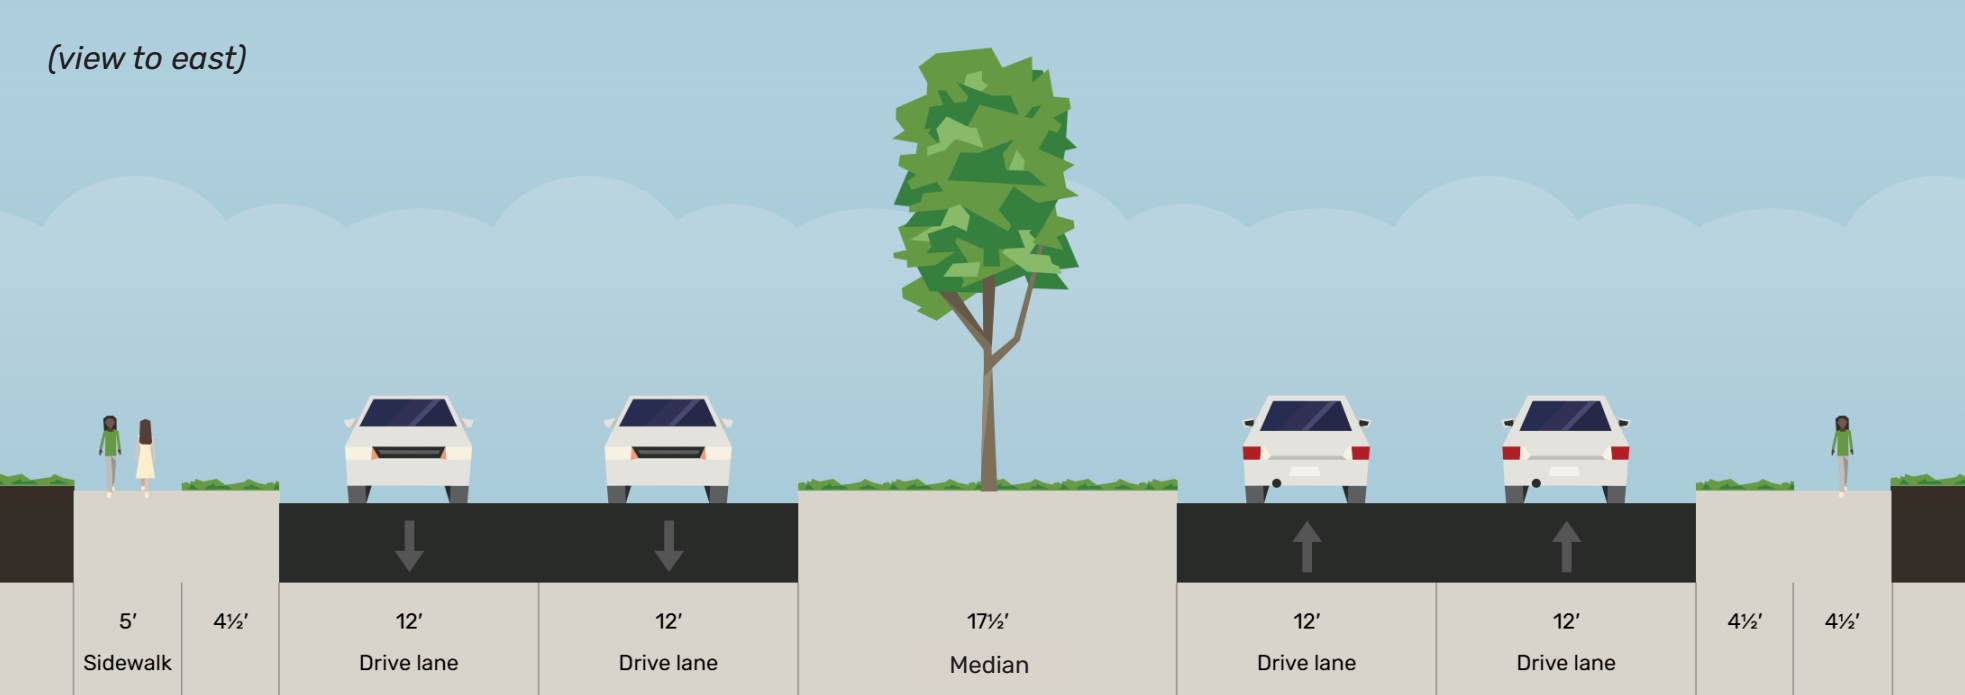 (view to east)
5′ 4½′ 12′ 12′ 17½′ 12′ 12′ 4½′ 4½′
Sidewalk Drive lane Drive lane Median Drive lane Drive lane